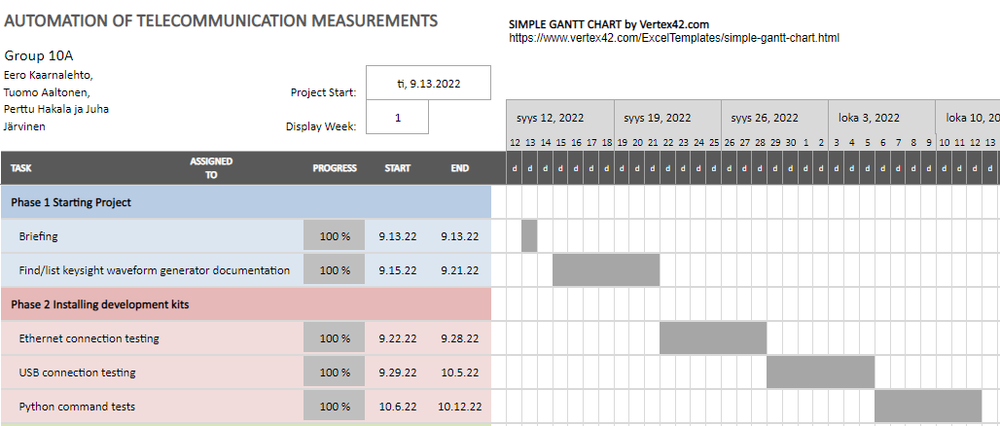 AUTOMATION OF TELECOMMUNICATION MEASUREMENTS
SIMPLE GANTT CHART by Vertex42.com
https://www.vertex42.com/ExcelTemplates/simple-gantt-chart.html
Group 10A
Eero Kaarnalehto,
Tuomo Aaltonen,
Perttu Hakala ja Juha
Järvinen
Project Start: ti, 9.13.2022
Display Week: 1
syys 12, 2022 syys 19, 2022 syys 26, 2022 loka 3, 2022 loka 10, 20
12 13 14 15 16 17 18 19 20 21 22 23 24 25 26 27 28 29 30 1 2 3 4 5 6 7 8 9 10 11 12 13
TASK ASSIGNED TO PROGRESS START END d d d d d d d d d d d d d d d d d d d d d d d d d d d d d d d d
Phase 1 Starting Project
Briefing 100 % 9.13.22 9.13.22
Find/list keysight waveform generator documentation 100 % 9.15.22 9.21.22
Phase 2 Installing development kits
Ethernet connection testing 100 % 9.22.22 9.28.22
USB connection testing 100 % 9.29.22 10.5.22
Python command tests 100 % 10.6.22 10.12.22